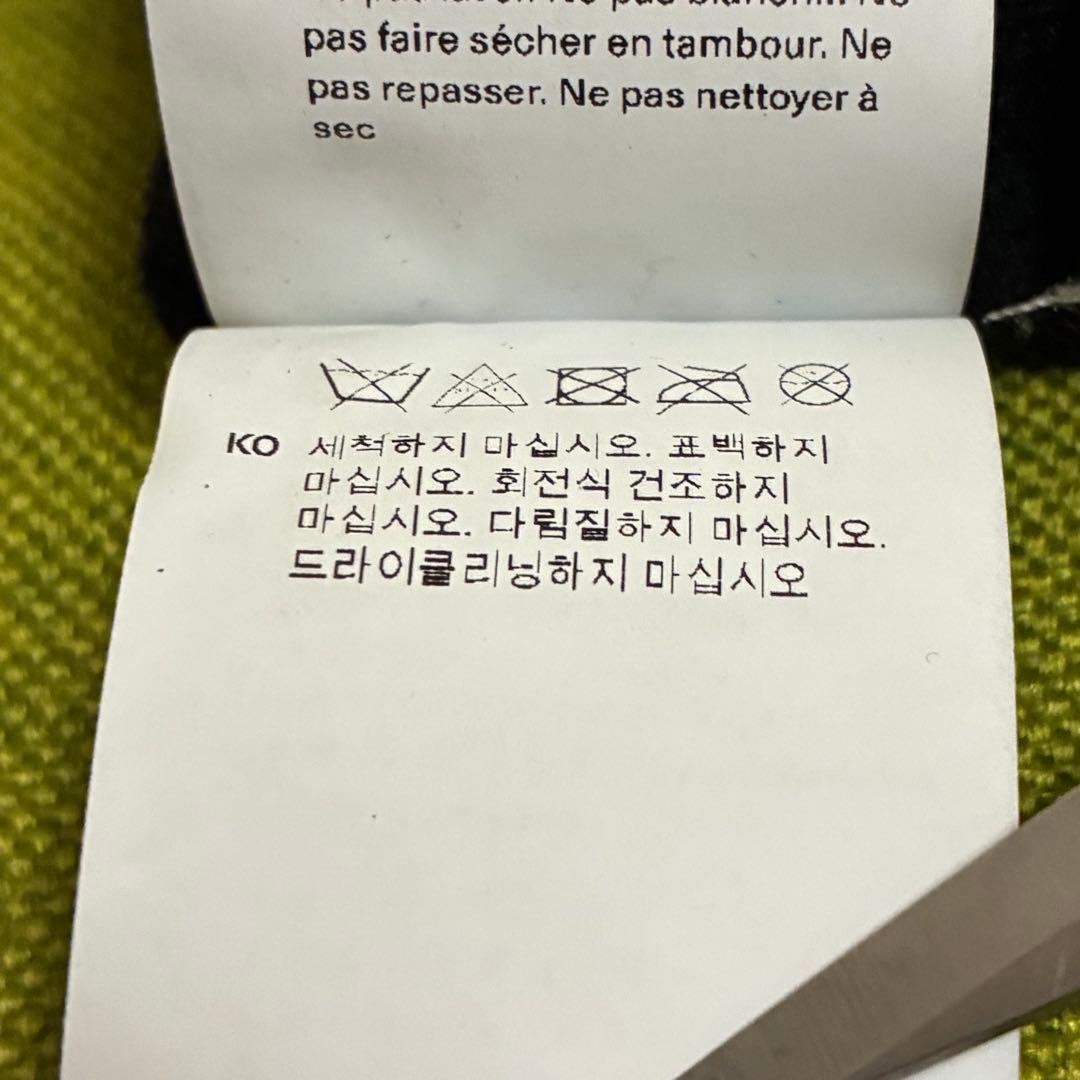 pas faire sécher en tambour. Ne
pas repasser. Ne pas nettoyer à
sec
KO 세척하지 마십시오. 표백하지
마십시오. 회전식 건조하지
마십시오. 다림질하지 마십시오.
드라이클리닝하지 마십시오